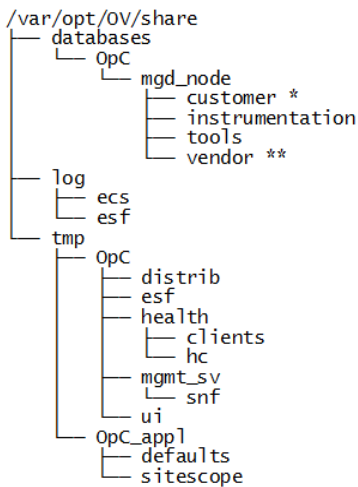 /var/opt/OV/share
├── databases
│   └── OpC
│       └── mgd_node
│           ├── customer *
│           ├── instrumentation
│           ├── tools
│           └── vendor **
├── log
│   ├── ecs
│   └── esf
└── tmp
    ├── OpC
    │   ├── distrib
    │   ├── esf
    │   ├── health
    │   │   ├── clients
    │   │   └── hc
    │   ├── mgmt_sv
    │   │   └── snf
    │   └── ui
    └── OpC_appl
        ├── defaults
        └── sitescope